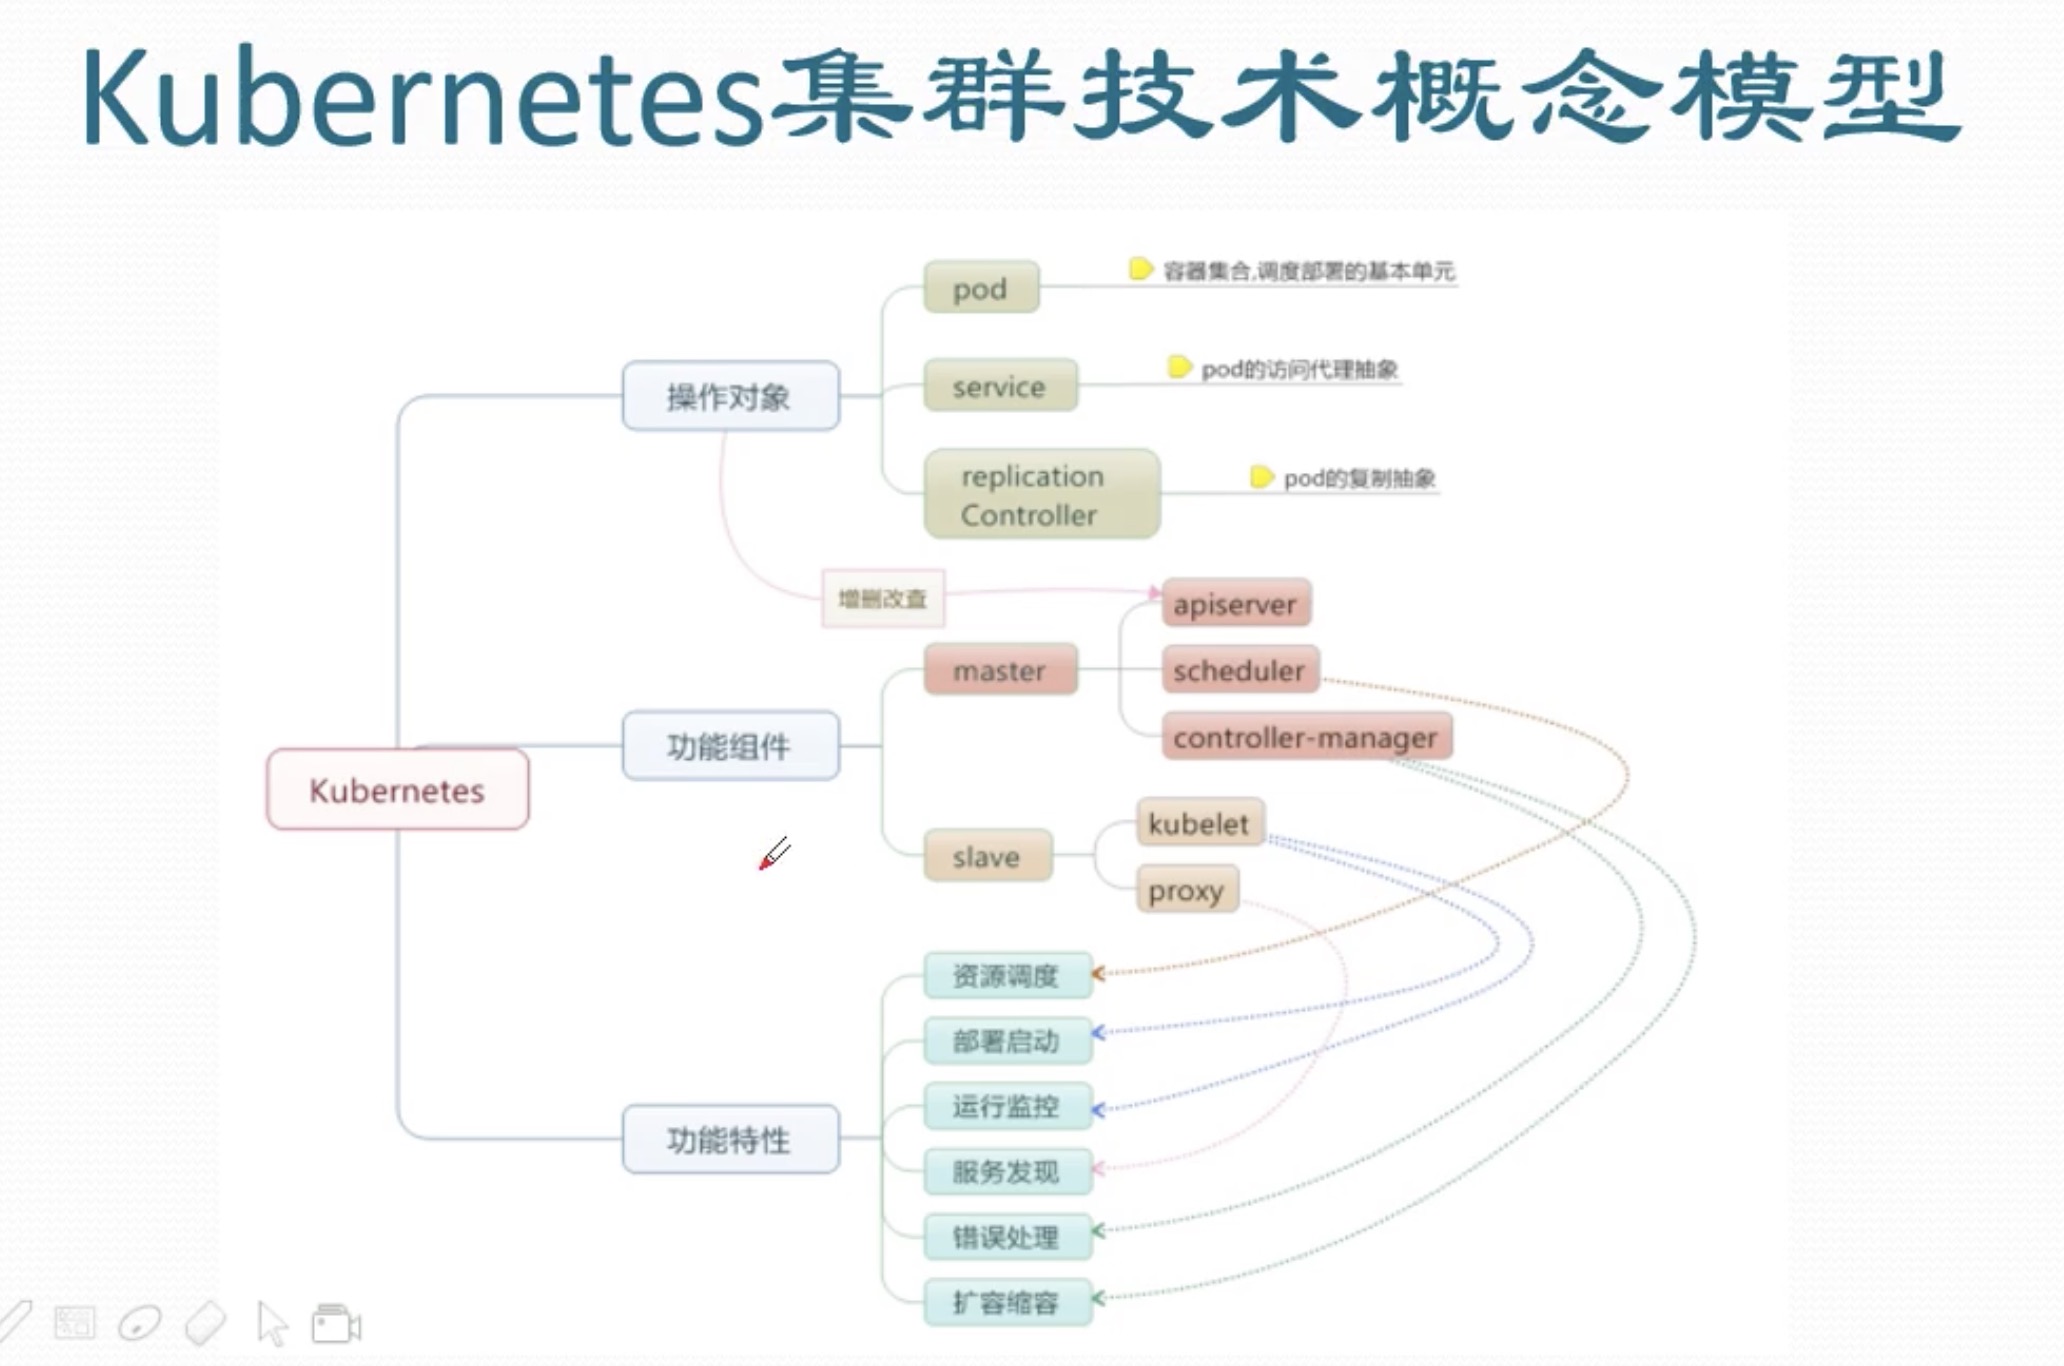 Kubernetes集群技术概念模型
pod
容器集合,调度部署的基本单元
操作对象
service
pod的访问代理抽象
replication
Controller
pod的复制抽象
增删改查
apiserver
master
scheduler
功能组件
controller-manager
Kubernetes
kubelet
slave
proxy
资源调度
部署启动
运行监控
功能特性
服务发现
错误处理
扩容缩容